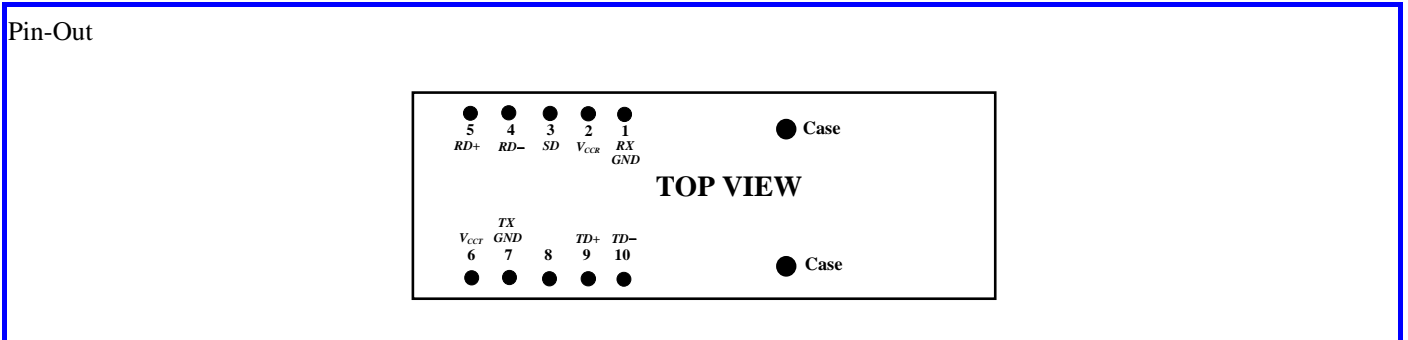 Pin-Out
5 4 3 2 1 Case
RD+ RD− SD VCCR RX
GND
TOP VIEW
TX
VCCT GND TD+ TD−
6 7 8 9 10 Case